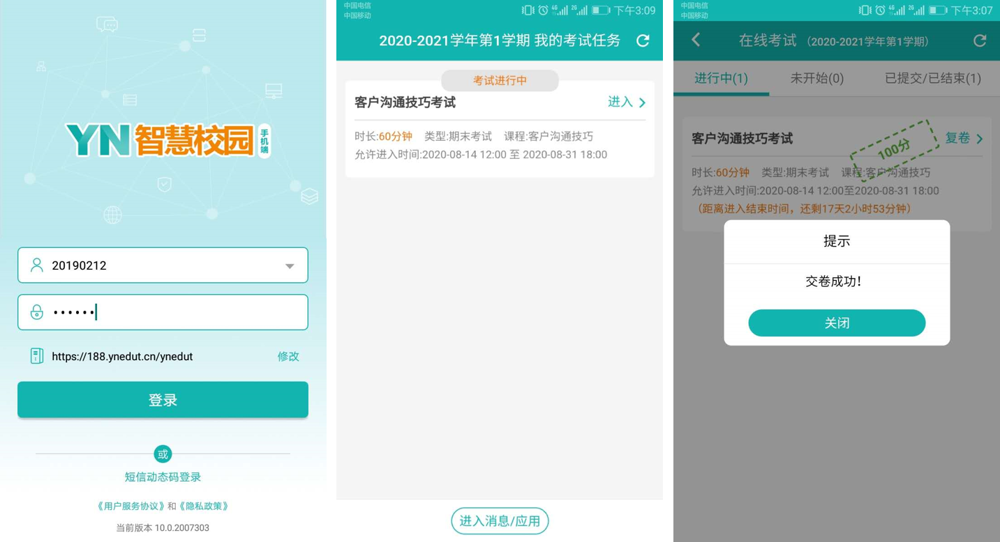 YN智慧校园手机端
20190212
••••••
https://188.ynedut.cn/ynedut 修改
登录
或
短信动态码登录
《用户服务协议》和《隐私政策》
当前版本 10.0.2007303
中国电信
中国移动
4G 2G 下午3:09
2020-2021学年第1学期 我的考试任务
考试进行中
客户沟通技巧考试 进入
时长:60分钟 类型:期末考试 课程:客户沟通技巧
允许进入时间:2020-08-14 12:00 至 2020-08-31 18:00
进入消息/应用
中国电信
中国移动
4G 2G 下午3:07
在线考试（2020-2021学年第1学期）
进行中(1) 未开始(0) 已提交/已结束(1)
客户沟通技巧考试 100分 复卷
时长:60分钟 类型:期末考试 课程:客户沟通技巧
允许进入时间:2020-08-14 12:00至2020-08-31 18:00
（距离进入结束时间，还剩17天2小时53分钟）
提示
交卷成功！
关闭